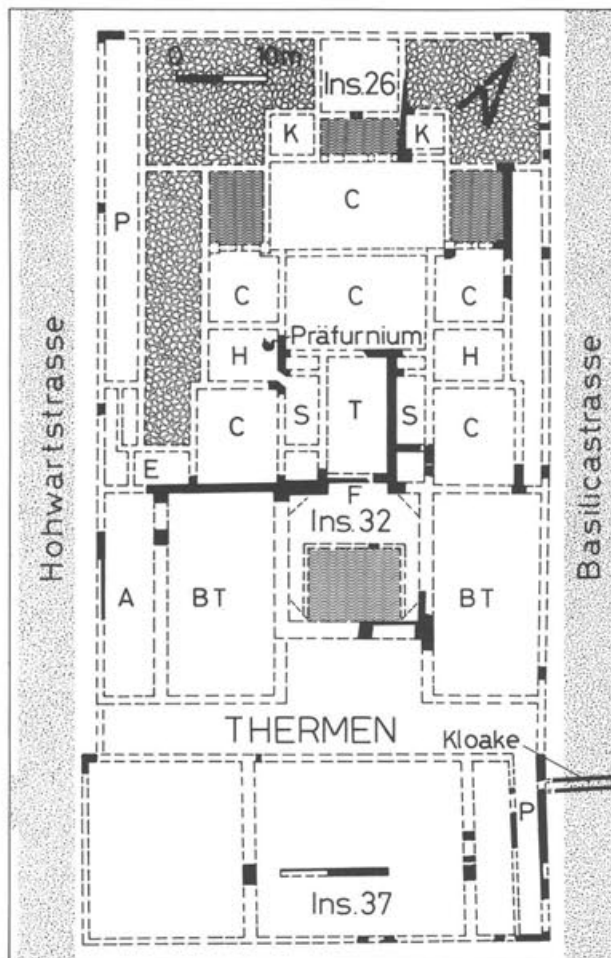 0 10m
Ins.26
K K
C
P
C C C
Präfurnium
H H
S T S
C C
E
F
Ins.32
A BT BT
THERMEN
Kloake
P
Ins.37
Hohwartstrasse
Basilicastrasse